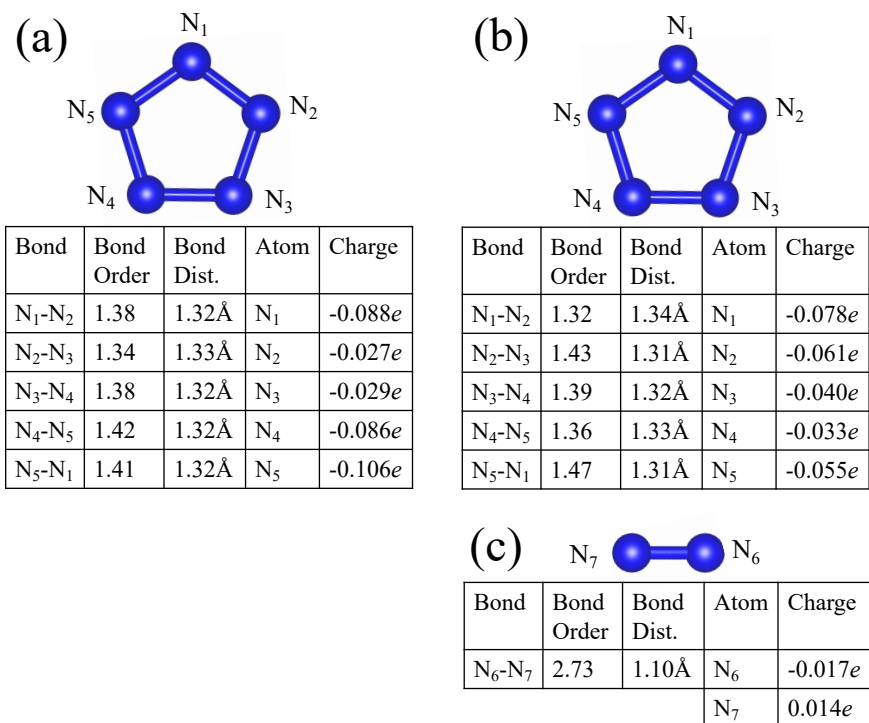 (a)
N₁
N₅
N₂
N₄
N₃
Bond Bond Order Bond Dist. Atom Charge
N₁-N₂ 1.38 1.32Å N₁ -0.088e
N₂-N₃ 1.34 1.33Å N₂ -0.027e
N₃-N₄ 1.38 1.32Å N₃ -0.029e
N₄-N₅ 1.42 1.32Å N₄ -0.086e
N₅-N₁ 1.41 1.32Å N₅ -0.106e
(b)
N₁
N₅
N₂
N₄
N₃
Bond Bond Order Bond Dist. Atom Charge
N₁-N₂ 1.32 1.34Å N₁ -0.078e
N₂-N₃ 1.43 1.31Å N₂ -0.061e
N₃-N₄ 1.39 1.32Å N₃ -0.040e
N₄-N₅ 1.36 1.33Å N₄ -0.033e
N₅-N₁ 1.47 1.31Å N₅ -0.055e
(c)
N₇ N₆
Bond Bond Order Bond Dist. Atom Charge
N₆-N₇ 2.73 1.10Å N₆ -0.017e
N₇ 0.014e